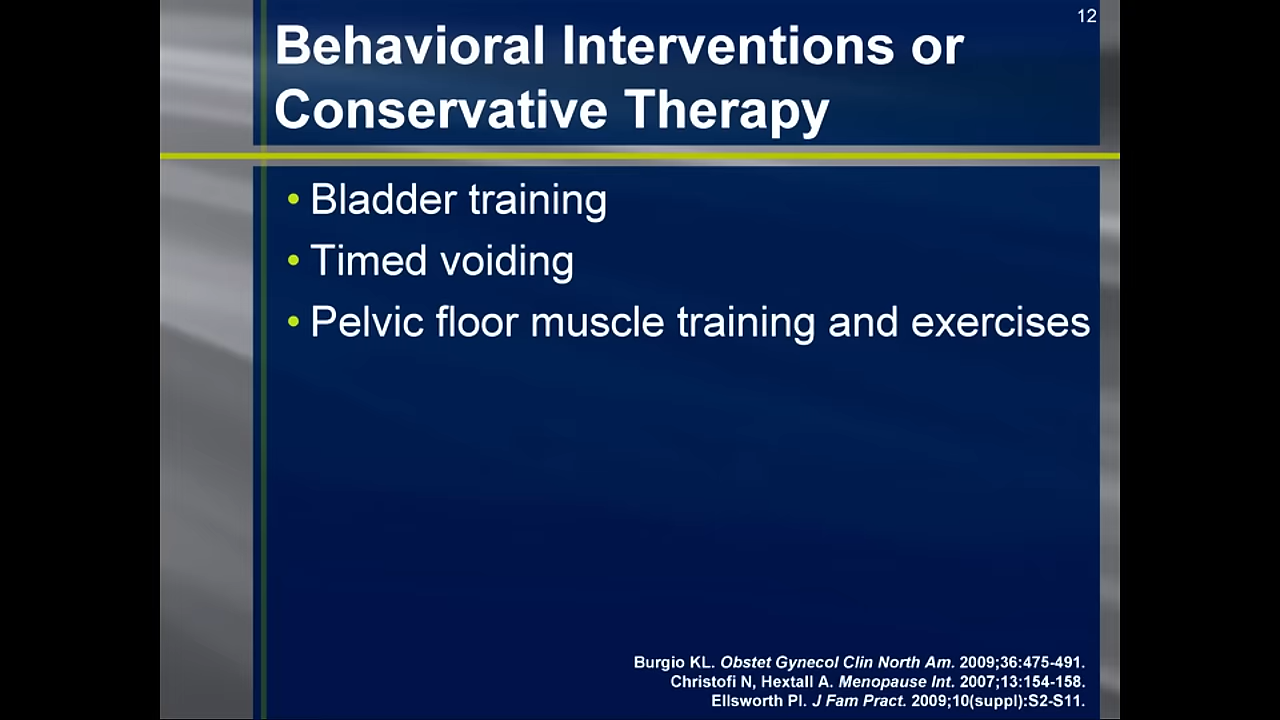 12
Behavioral Interventions or
Conservative Therapy
• Bladder training
• Timed voiding
• Pelvic floor muscle training and exercises
Burgio KL. Obstet Gynecol Clin North Am. 2009;36:475-491.
Christofi N, Hextall A. Menopause Int. 2007;13:154-158.
Ellsworth PI. J Fam Pract. 2009;10(suppl):S2-S11.